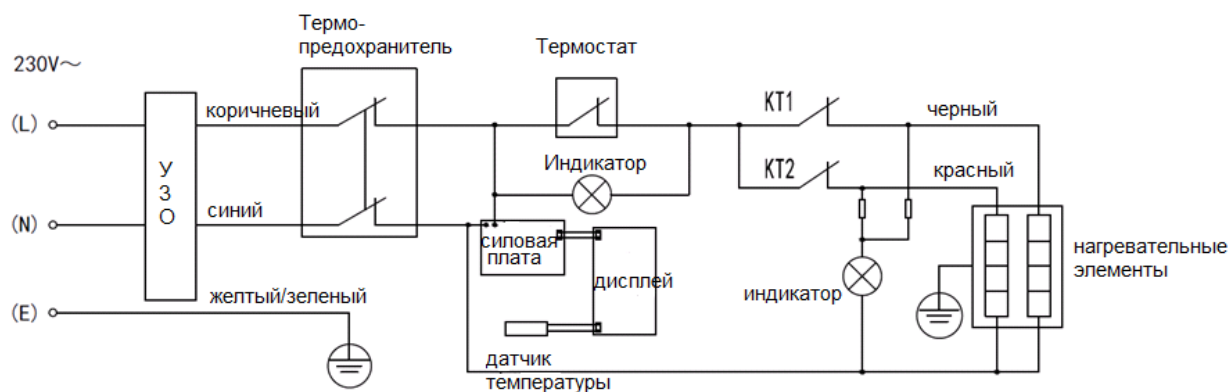 Термо-
предохранитель
Термостат
230V～
(L)
коричневый
KT1
черный
УЗО
Индикатор
KT2
красный
(N)
синий
силовая
плата
дисплей
индикатор
нагревательные
элементы
(E)
желтый/зеленый
датчик
температуры